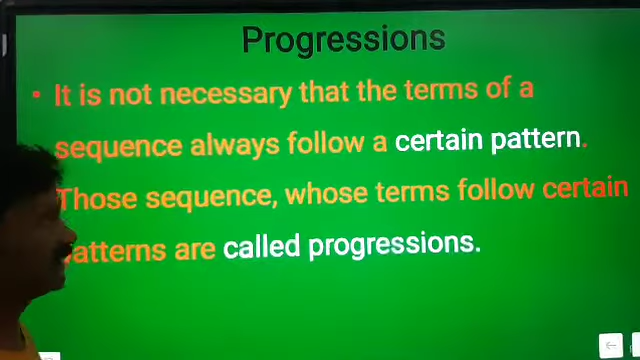 Progressions
• It is not necessary that the terms of a
sequence always follow a certain pattern.
Those sequence, whose terms follow certain
patterns are called progressions.